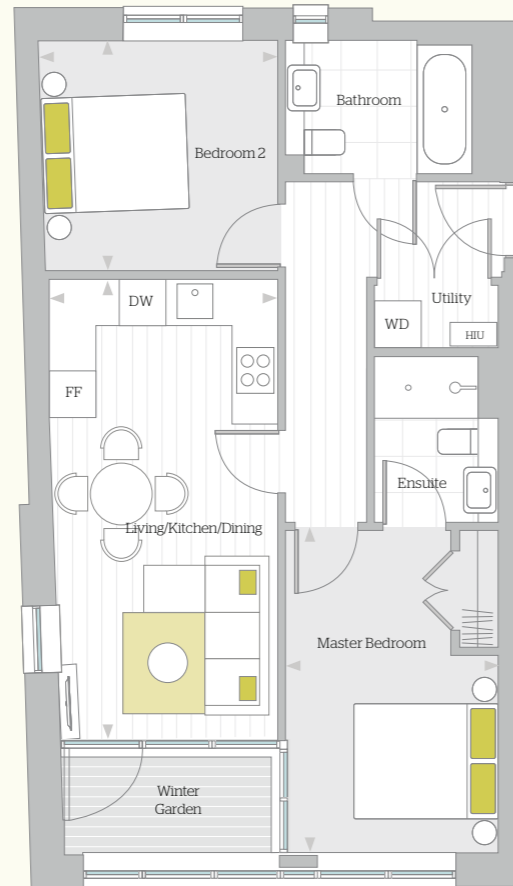 Bathroom
Bedroom 2
DW
Utility
WD
HIU
FF
Ensuite
Living/Kitchen/Dining
Master Bedroom
Winter
Garden